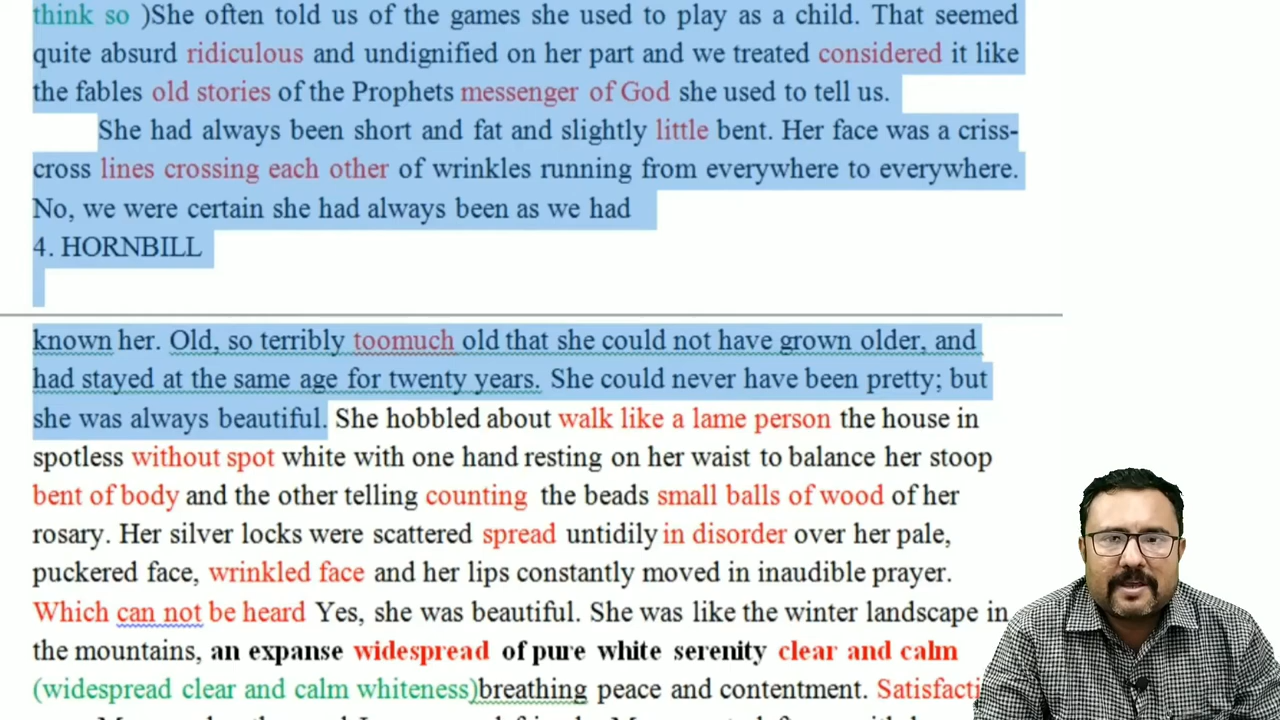 think so )She often told us of the games she used to play as a child. That seemed
quite absurd ridiculous and undignified on her part and we treated considered it like
the fables old stories of the Prophets messenger of God she used to tell us.
She had always been short and fat and slightly little bent. Her face was a criss-
cross lines crossing each other of wrinkles running from everywhere to everywhere.
No, we were certain she had always been as we had
4. HORNBILL
known her. Old, so terribly toomuch old that she could not have grown older, and
had stayed at the same age for twenty years. She could never have been pretty; but
she was always beautiful. She hobbled about walk like a lame person the house in
spotless without spot white with one hand resting on her waist to balance her stoop
bent of body and the other telling counting the beads small balls of wood of her
rosary. Her silver locks were scattered spread untidily in disorder over her pale,
puckered face, wrinkled face and her lips constantly moved in inaudible prayer.
Which can not be heard Yes, she was beautiful. She was like the winter landscape in
the mountains, an expanse widespread of pure white serenity clear and calm
(widespread clear and calm whiteness)breathing peace and contentment. Satisfacti